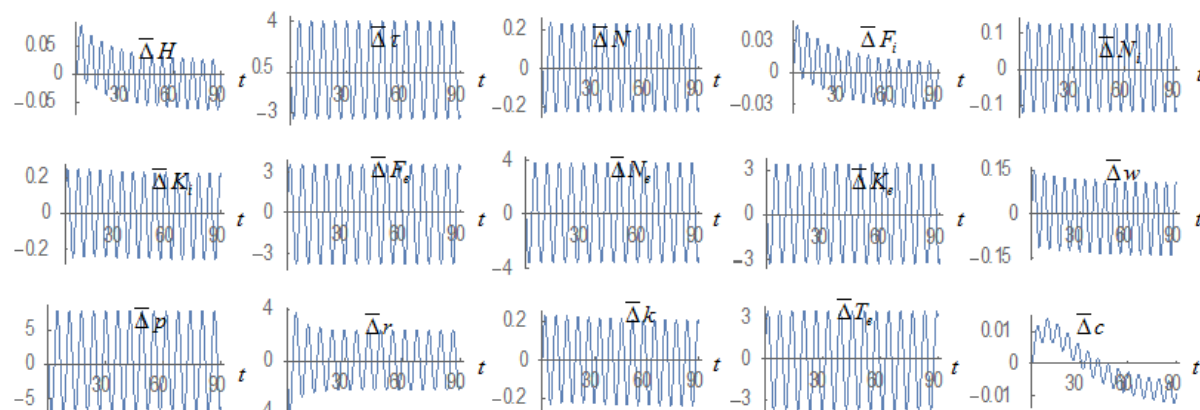 0.05 0 −0.05 30 60 90 Δ̅ H t
4 0.5 −3 30 60 90 Δ̅ τ t
0.2 0 −0.2 30 60 90 Δ̅ N t
0.03 0 −0.03 30 60 90 Δ̅ F_i t
0.1 0 −0.1 30 60 90 Δ̅ N_i t
0.2 0 −0.2 30 60 90 Δ̅ K_i t
3 0 −3 30 60 90 Δ̅ F_e t
4 0 −4 30 60 90 Δ̅ N_e t
3 0 −3 30 60 90 Δ̅ K_e t
0.15 0 −0.15 30 60 90 Δ̅ w t
5 0 −5 30 60 90 Δ̅ p t
4 0 −4 30 60 90 Δ̅ r t
0.2 0 −0.2 30 60 90 Δ̅ k t
3 0 −3 30 60 90 Δ̅ T_e t
0.01 0 −0.01 30 60 90 Δ̅ c t